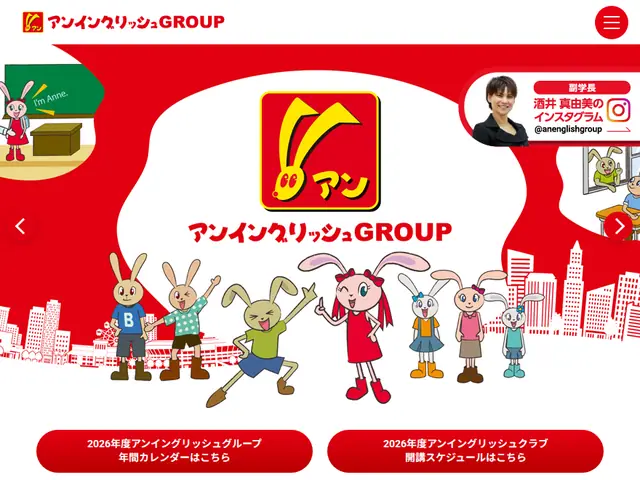 アン
アンイングリッシュGROUP
I'm Anne.
副学長
酒井 真由美の
インスタグラム
@anenglishgroup
アン
アンイングリッシュGROUP
B
2026年度アンイングリッシュグループ
年間カレンダーはこちら
2026年度アンイングリッシュクラブ
開講スケジュールはこちら